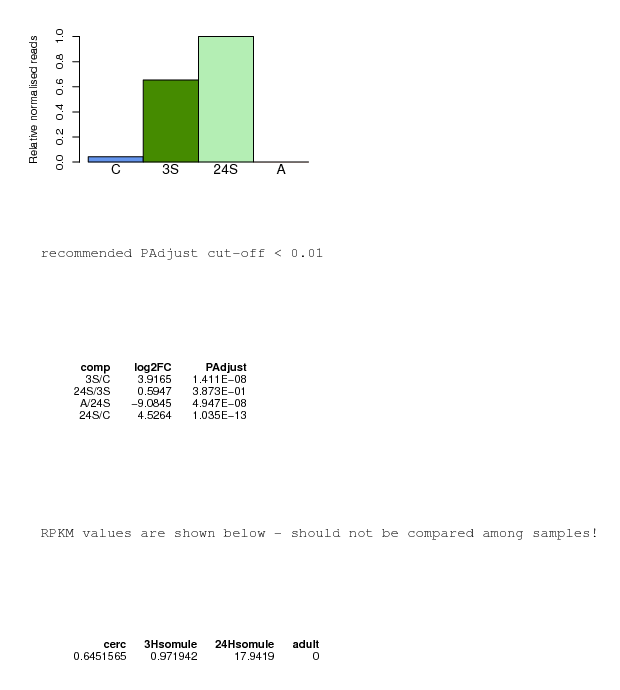 Relative normalised reads
1.0
0.8
0.6
0.4
0.2
0.0
C 3S 24S A
recommended PAdjust cut-off < 0.01
comp log2FC PAdjust
3S/C 3.9165 1.411E-08
24S/3S 0.5947 3.873E-01
A/24S -9.0845 4.947E-08
24S/C 4.5264 1.035E-13
RPKM values are shown below - should not be compared among samples!
cerc 3Hsomule 24Hsomule adult
0.6451565 0.971942 17.9419 0